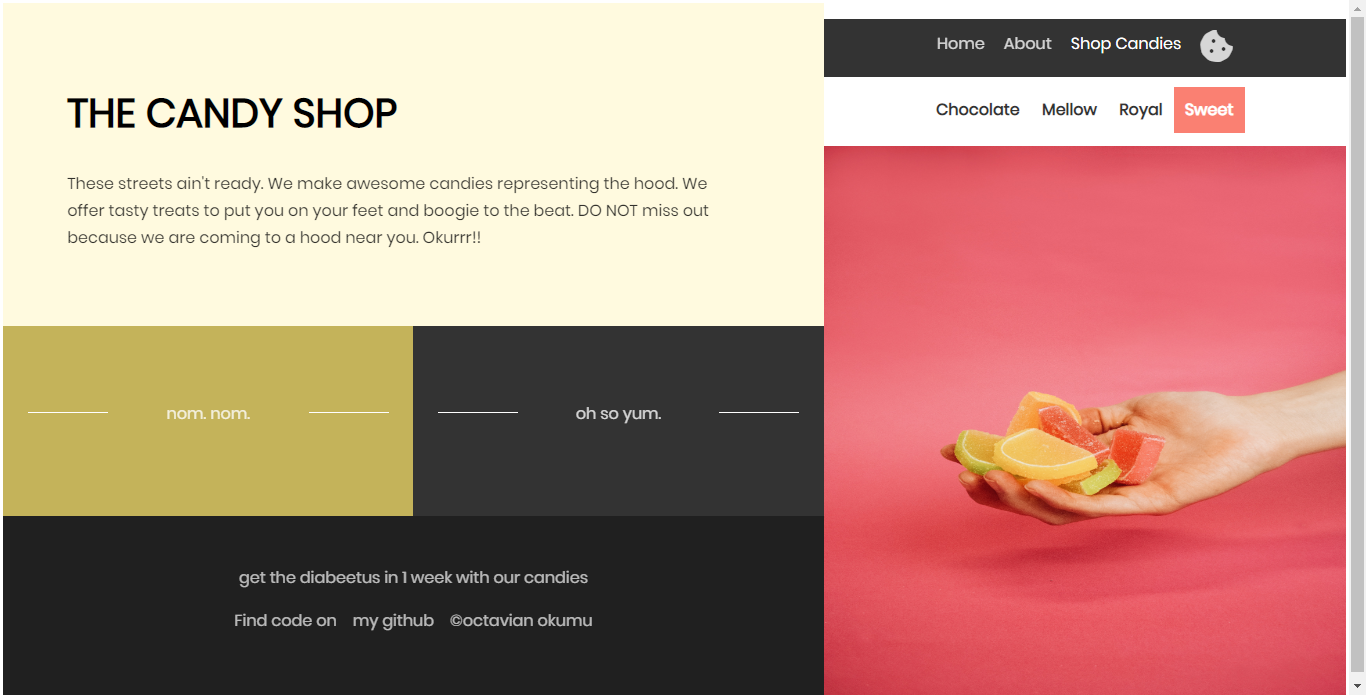 THE CANDY SHOP
These streets ain't ready. We make awesome candies representing the hood. We
offer tasty treats to put you on your feet and boogie to the beat. DO NOT miss out
because we are coming to a hood near you. Okurrr!!
nom. nom.
oh so yum.
get the diabeetus in 1 week with our candies
Find code on my github ©octavian okumu
Home About Shop Candies
Chocolate Mellow Royal Sweet